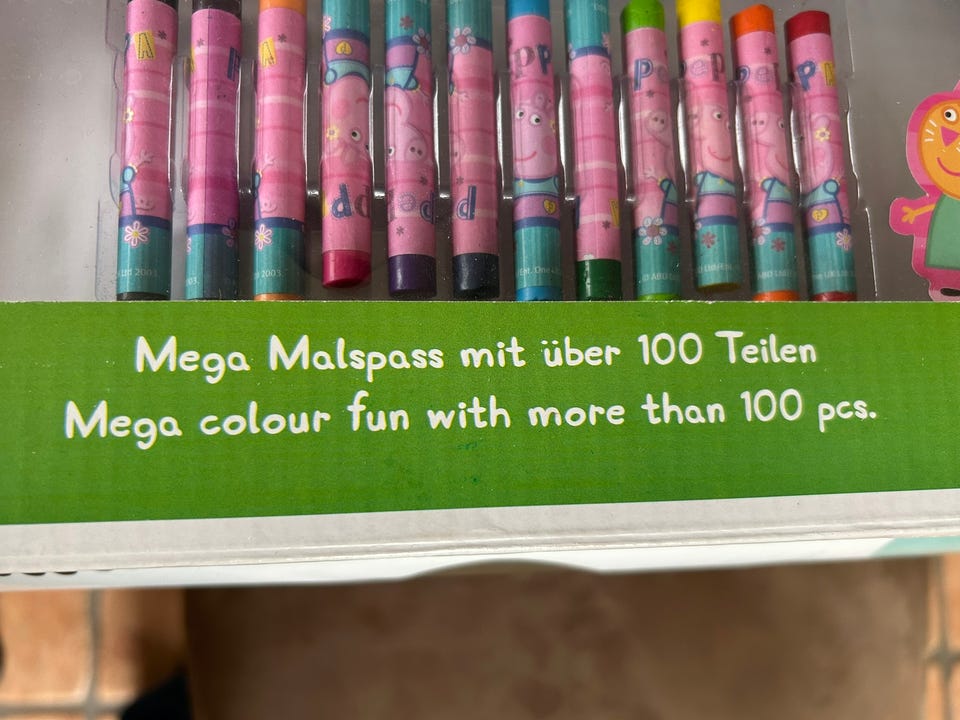 Mega Malspass mit über 100 Teilen
Mega colour fun with more than 100 pcs.